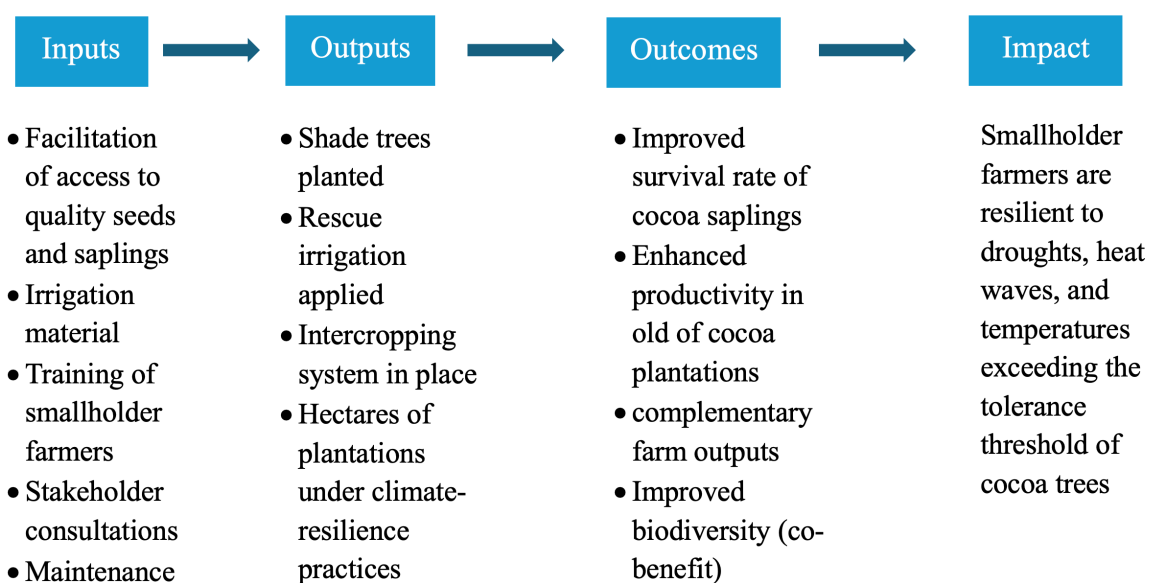 Inputs
Outputs
Outcomes
Impact
• Facilitation
of access to
quality seeds
and saplings
• Irrigation
material
• Training of
smallholder
farmers
• Stakeholder
consultations
• Maintenance
• Shade trees
planted
• Rescue
irrigation
applied
• Intercropping
system in place
• Hectares of
plantations
under climate-
resilience
practices
• Improved
survival rate of
cocoa saplings
• Enhanced
productivity in
old of cocoa
plantations
• complementary
farm outputs
• Improved
biodiversity (co-
benefit)
Smallholder
farmers are
resilient to
droughts, heat
waves, and
temperatures
exceeding the
tolerance
threshold of
cocoa trees